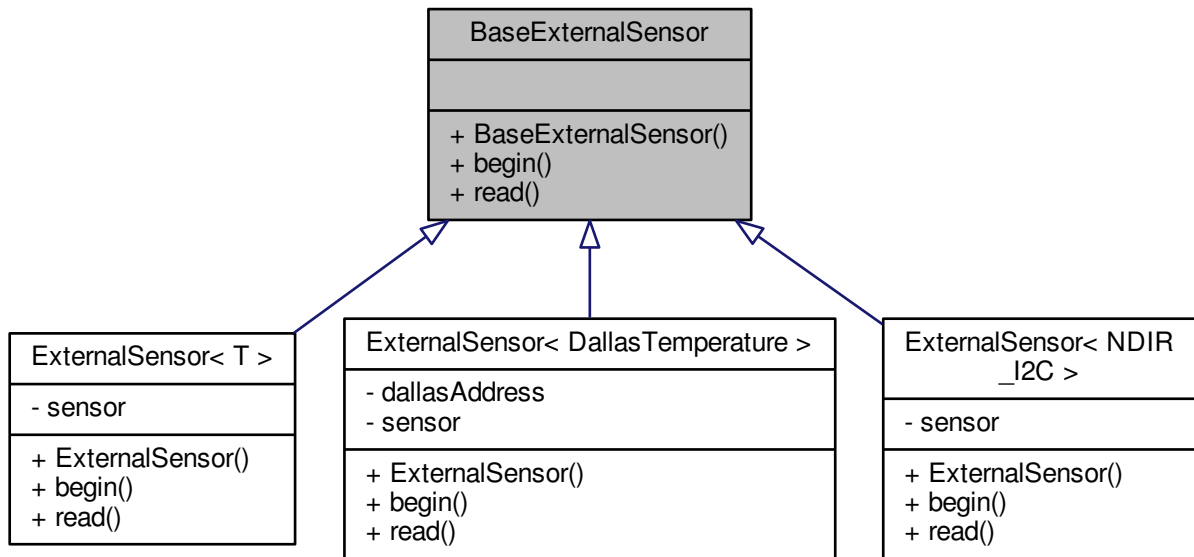 BaseExternalSensor
+ BaseExternalSensor()
+ begin()
+ read()
ExternalSensor< T >
- sensor
+ ExternalSensor()
+ begin()
+ read()
ExternalSensor< DallasTemperature >
- dallasAddress
- sensor
+ ExternalSensor()
+ begin()
+ read()
ExternalSensor< NDIR
_I2C >
- sensor
+ ExternalSensor()
+ begin()
+ read()